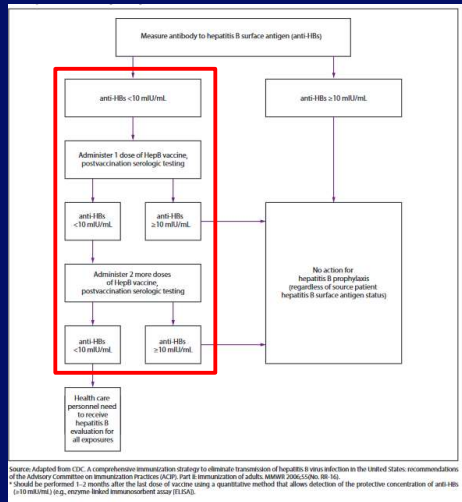 Measure antibody to hepatitis B surface antigen (anti-HBs)
anti-HBs <10 mIU/mL
anti-HBs ≥10 mIU/mL
Administer 1 dose of HepB vaccine,
postvaccination serologic testing
anti-HBs
<10 mIU/mL
anti-HBs
≥10 mIU/mL
Administer 2 more doses
of HepB vaccine,
postvaccination serologic testing
No action for
hepatitis B prophylaxis
(regardless of source patient
hepatitis B surface antigen status)
anti-HBs
<10 mIU/mL
anti-HBs
≥10 mIU/mL
Health care
personnel need
to receive
hepatitis B
evaluation for
all exposures
Source: Adapted from CDC. A comprehensive immunization strategy to eliminate transmission of hepatitis B virus infection in the United States: recommendations
of the Advisory Committee on Immunization Practices (ACIP). Part II: immunization of adults. MMWR 2006;55(No. RR-16).
* Should be performed 1–2 months after the last dose of vaccine using a quantitative method that allows detection of the protective concentration of anti-HBs
(≥10 mIU/mL) (e.g., enzyme-linked immunosorbent assay [ELISA]).